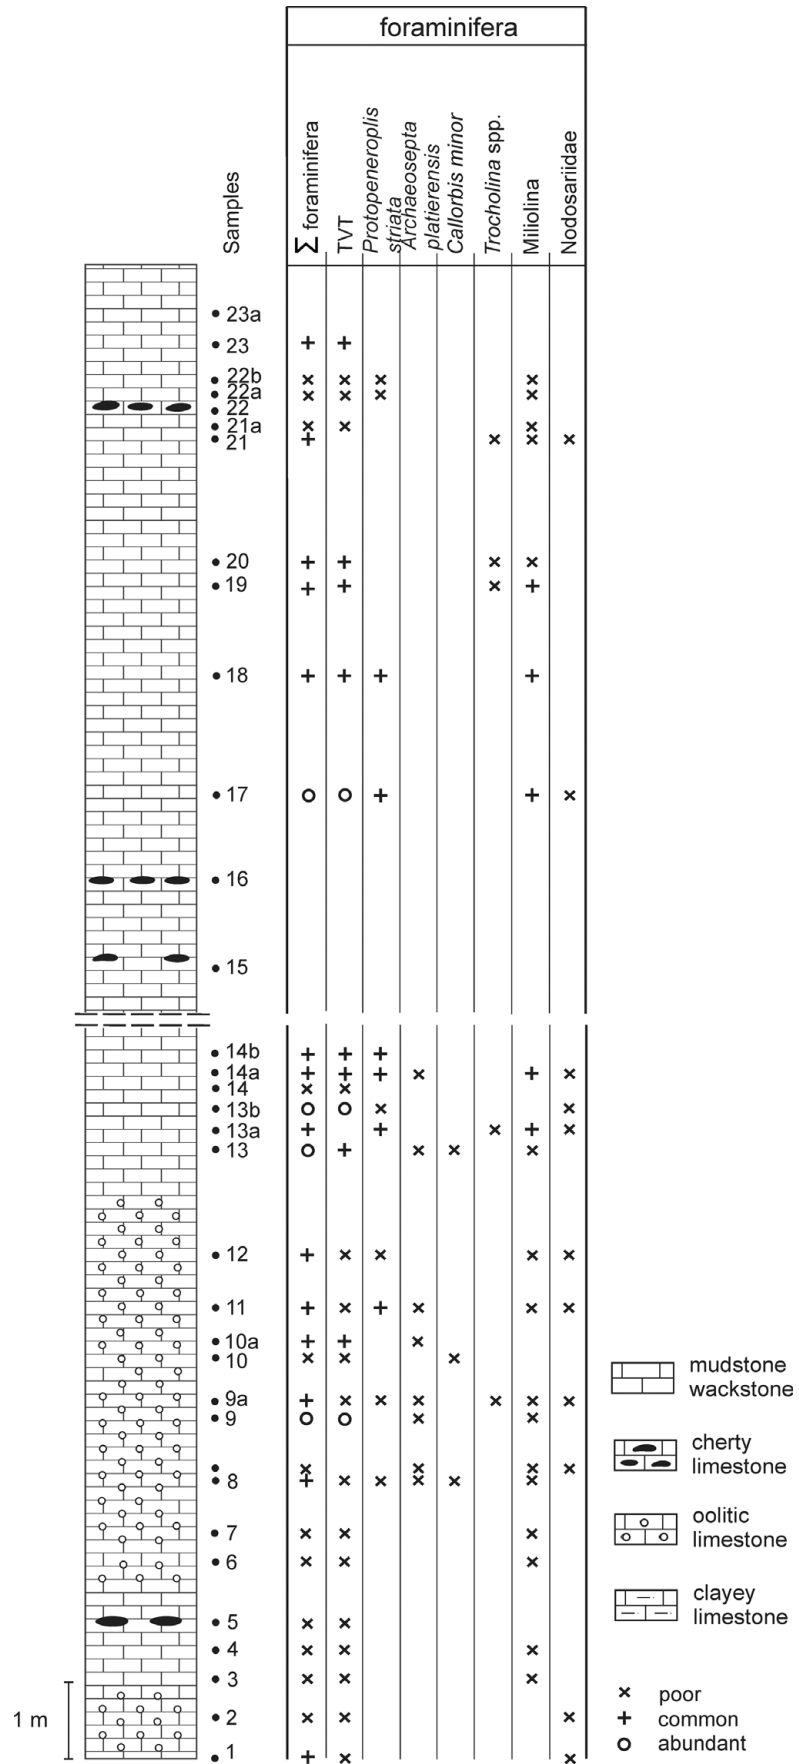 foraminifera
Samples
Σ foraminifera
TVT
Protopeneroplis
striata
Archaeosepta
platierensis
Callorbis minor
Trocholina spp.
Miliolina
Nodosariidae
23a
23 + +
22b × × × ×
22a × × × ×
22
21a × × ×
21 + × × ×
20 + + × ×
19 + + × +
18 + + + +
17 o o + + ×
16
15
14b + + +
14a + + + × + ×
14 × ×
13b o o × ×
13a + + × + ×
13 o + × × ×
12 + × × × ×
11 + × + × × ×
10a + + ×
10 × × ×
9a + × × × × × ×
9 o o × ×
× × × ×
8 + × × × × ×
7 × × ×
6 × × ×
5 × ×
4 × × ×
3 × × ×
2 × × ×
1 + × ×
1 m
mudstone
wackstone
cherty
limestone
oolitic
limestone
clayey
limestone
× poor
+ common
o abundant